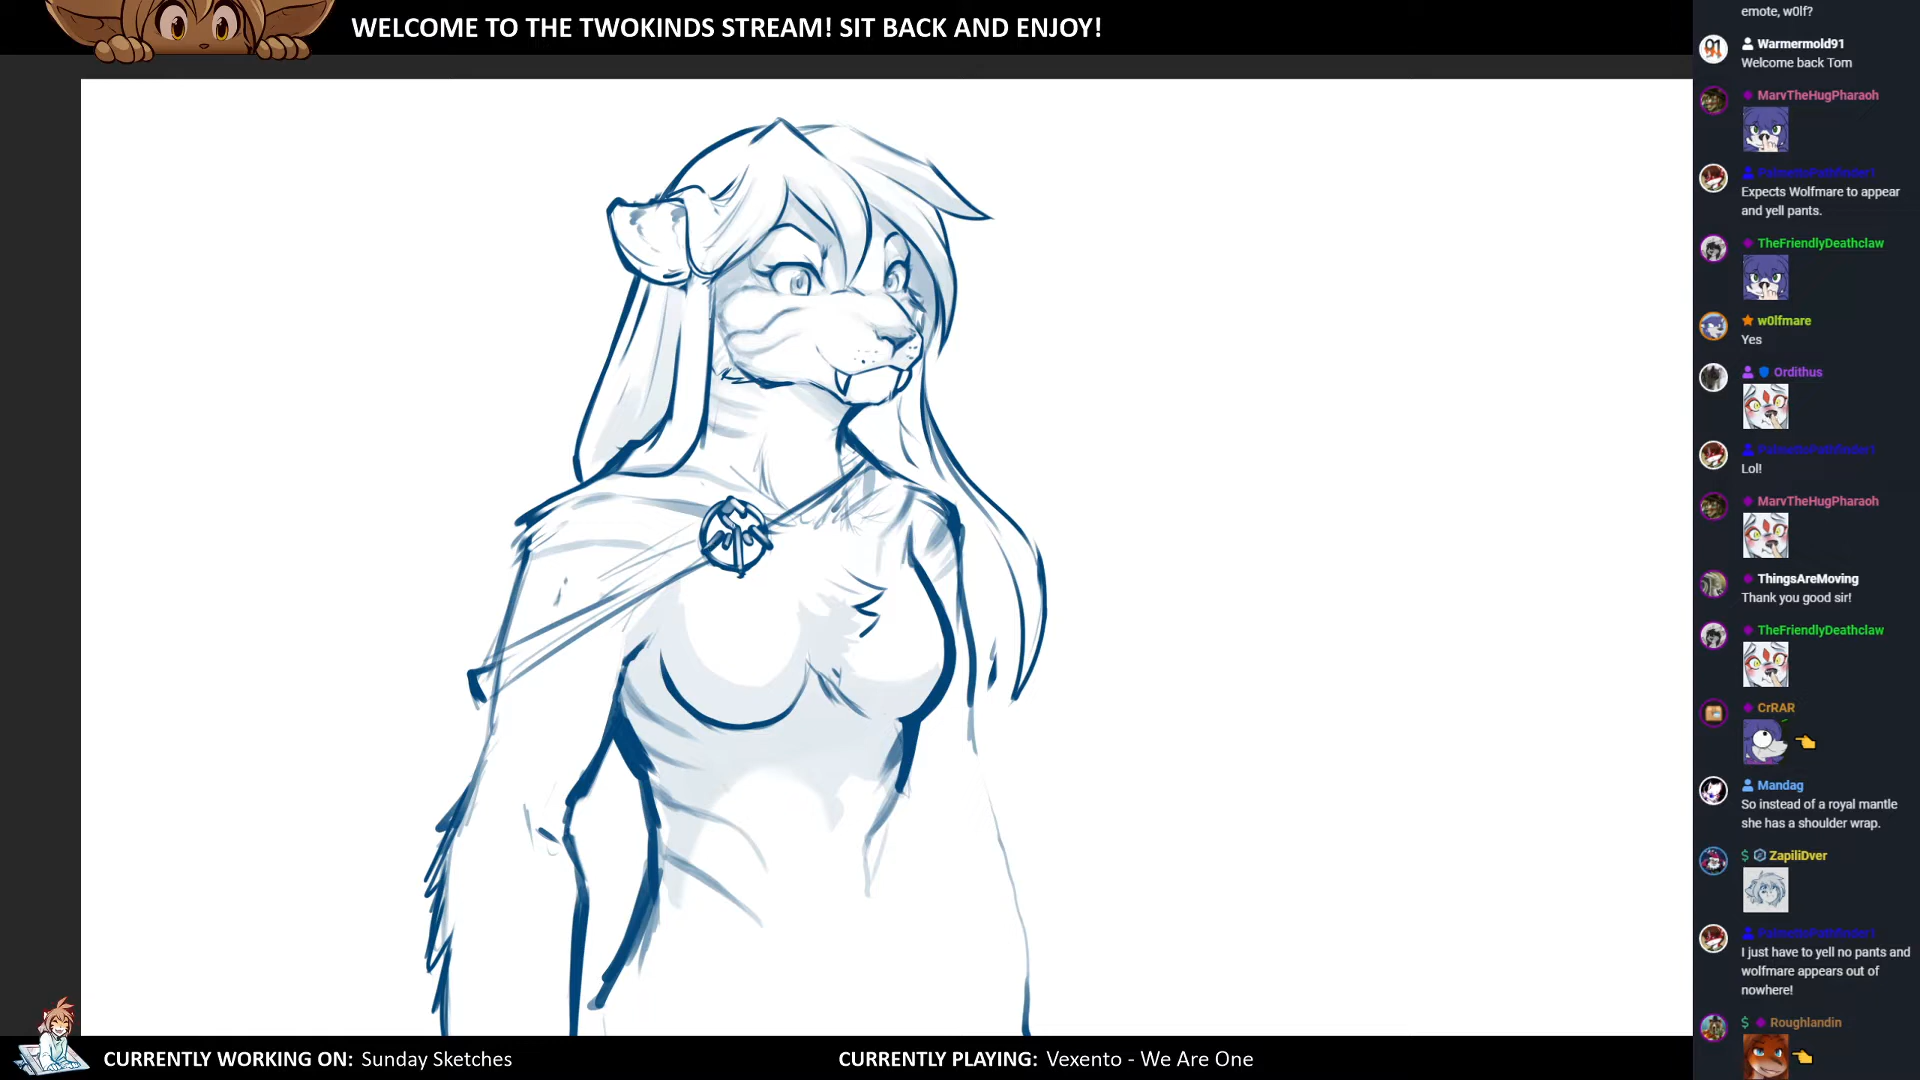 WELCOME TO THE TWOKINDS STREAM! SIT BACK AND ENJOY!
emote, w0lf?
Warmermold91
Welcome back Tom
MarvTheHugPharaoh
PalmettoPathfinder1
Expects Wolfmare to appear
and yell pants.
TheFriendlyDeathclaw
w0lfmare
Yes
Ordithus
PalmettoPathfinder1
Lol!
MarvTheHugPharaoh
ThingsAreMoving
Thank you good sir!
TheFriendlyDeathclaw
CrRAR
Mandag
So instead of a royal mantle
she has a shoulder wrap.
$ ZapiliDver
PalmettoPathfinder1
I just have to yell no pants and
wolfmare appears out of
nowhere!
$ Roughlandin
CURRENTLY WORKING ON: Sunday Sketches
CURRENTLY PLAYING: Vexento - We Are One